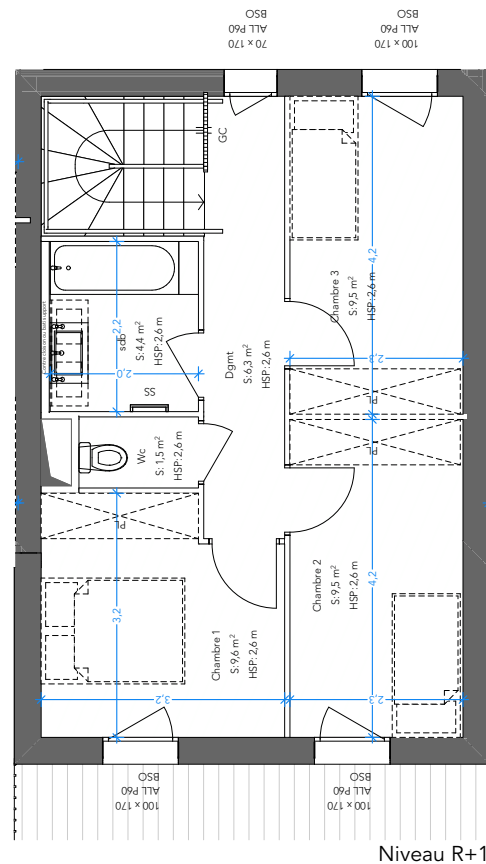 BSO
ALL P60
70 x 170
BSO
ALL P60
100 x 170
GC
4,2
Chambre 3
S:9,5 m²
HSP:2,6 m
2,3
PL
PL
2,2
sdb
S:4,4 m²
HSP:2,6 m
2,0
SS
Dgmt
S:6,3 m²
HSP:2,6 m
Wc
S:1,5 m²
HSP:2,6 m
PL
3,2
Chambre 1
S:9,6 m²
HSP: 2,6 m
3,2
Chambre 2
S:9,5 m²
HSP:2,6 m
4,2
2,3
BSO
ALL P60
100 x 170
BSO
ALL P60
100 x 170
Niveau R+1